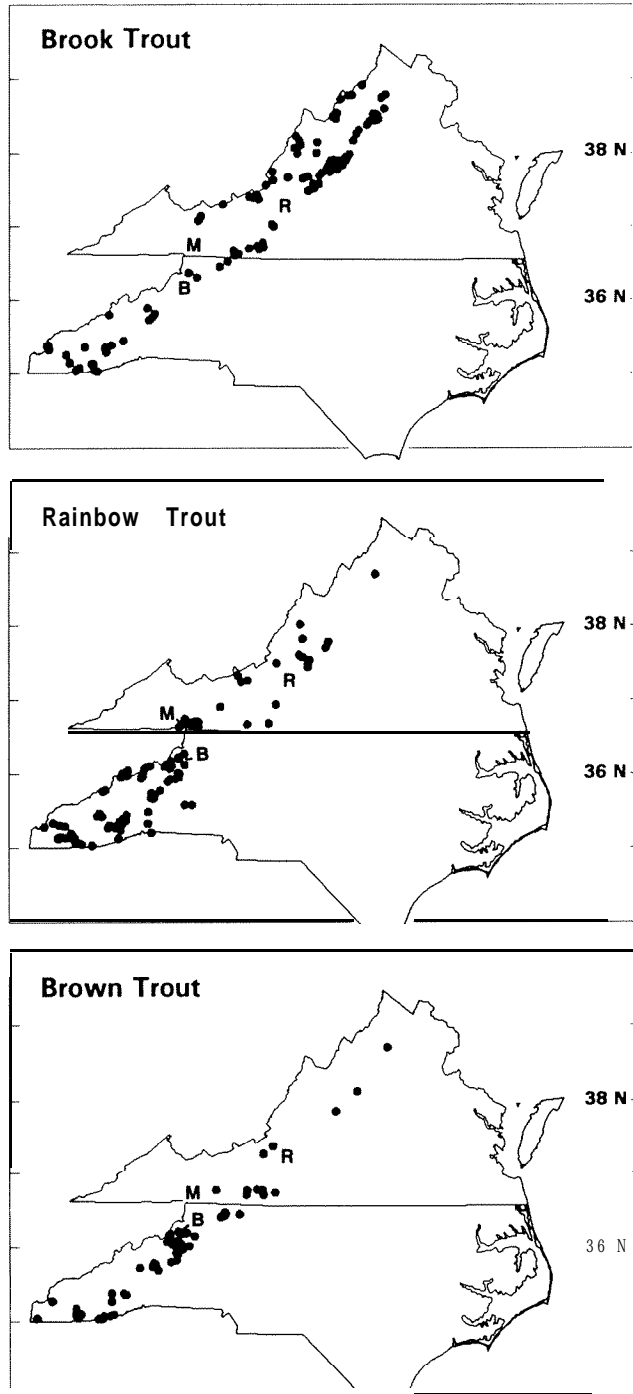 Brook Trout
38 N
R
M
B
36 N
Rainbow Trout
38 N
R
M
B
36 N
Brown Trout
38 N
R
M
B
36 N